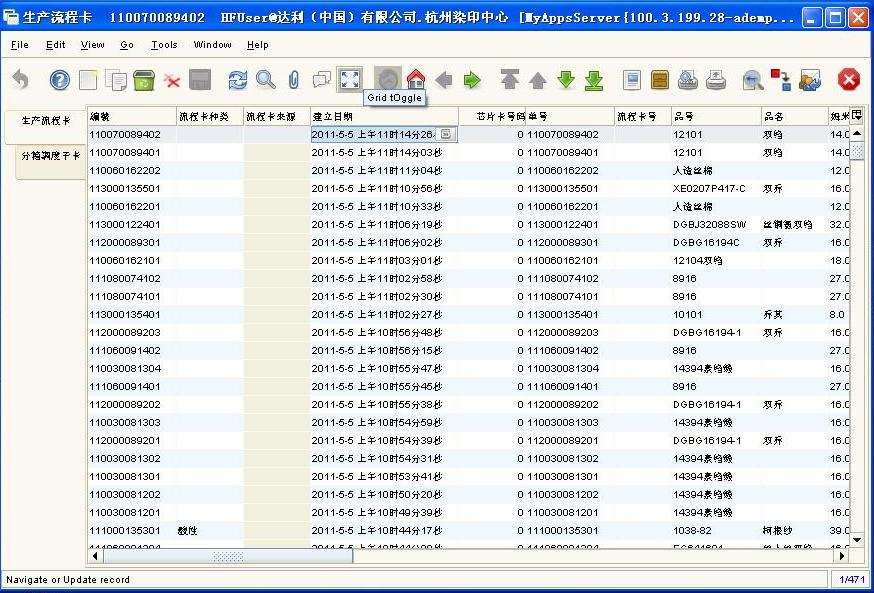 生产流程卡 110070089402 HFUser@达利（中国）有限公司.杭州染印中心 [MyAppsServer{100.3.199.28-ademp...
File Edit View Go Tools Window Help
Grid tOggle
生产流程卡
分箱调度子卡
编装 流程卡种类 流程卡来源 建立日期 芯片卡号码 单号 流程卡号 品号 品名
110070089402 2011-5-5 上午11时14分26 0 110070089402 12101 双绉 14.0
110070089401 2011-5-5 上午11时14分03秒 0 110070089401 12101 双绉 14.0
110060162202 2011-5-5 上午11时11分04秒 0 110060162202 人造丝棉 12.0
113000135501 2011-5-5 上午11时10分56秒 0 113000135501 XE0207P417-C 双乔 16.0
110060162201 2011-5-5 上午11时10分33秒 0 110060162201 人造丝棉 12.0
113000122401 2011-5-5 上午11时06分19秒 0 113000122401 DGBJ32088SW 丝铜氨双绉 32.0
112000089301 2011-5-5 上午11时06分02秒 0 112000089301 DGBG16194C 双乔 16.0
110060162101 2011-5-5 上午11时03分01秒 0 110060162101 12104双绉 18.0
111080074102 2011-5-5 上午11时02分58秒 0 111080074102 8916 27.0
111080074101 2011-5-5 上午11时02分30秒 0 111080074101 8916 27.0
113000135401 2011-5-5 上午11时02分27秒 0 113000135401 10101 乔其 8.0
112000089203 2011-5-5 上午10时56分48秒 0 112000089203 DGBG16194-1 双乔 16.0
111060091402 2011-5-5 上午10时56分15秒 0 111060091402 8916 27.0
110030081304 2011-5-5 上午10时55分47秒 0 110030081304 14394素绉缎 16.0
111060091401 2011-5-5 上午10时55分45秒 0 111060091401 8916 27.0
112000089202 2011-5-5 上午10时55分38秒 0 112000089202 DGBG16194-1 双乔 16.0
110030081303 2011-5-5 上午10时54分59秒 0 110030081303 14394素绉缎 16.0
112000089201 2011-5-5 上午10时54分39秒 0 112000089201 DGBG16194-1 双乔 16.0
110030081302 2011-5-5 上午10时54分31秒 0 110030081302 14394素绉缎 16.0
110030081301 2011-5-5 上午10时53分41秒 0 110030081301 14394素绉缎 16.0
110030081202 2011-5-5 上午10时50分20秒 0 110030081202 14394素绉缎 16.0
110030081201 2011-5-5 上午10时49分39秒 0 110030081201 14394素绉缎 16.0
111000135301 酸性 2011-5-5 上午10时44分17秒 0 111000135301 1038-82 柯根纱 39.0
Navigate or Update record 1/471